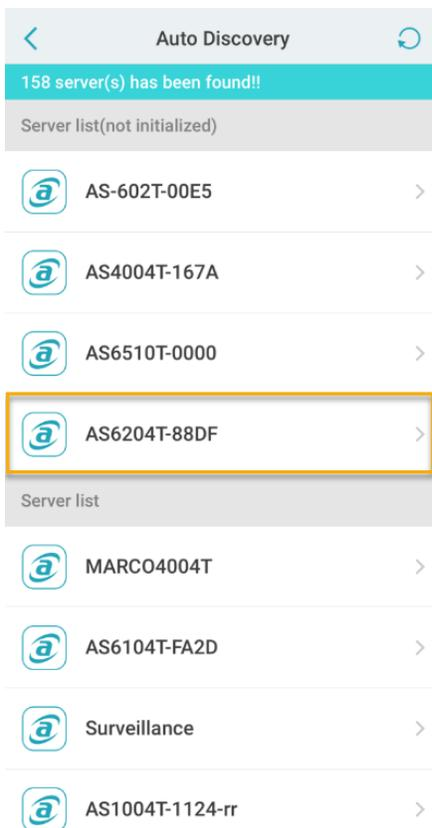 Auto Discovery
158 server(s) has been found!!
Server list(not initialized)
AS-602T-00E5
AS4004T-167A
AS6510T-0000
AS6204T-88DF
Server list
MARCO4004T
AS6104T-FA2D
Surveillance
AS1004T-1124-rr